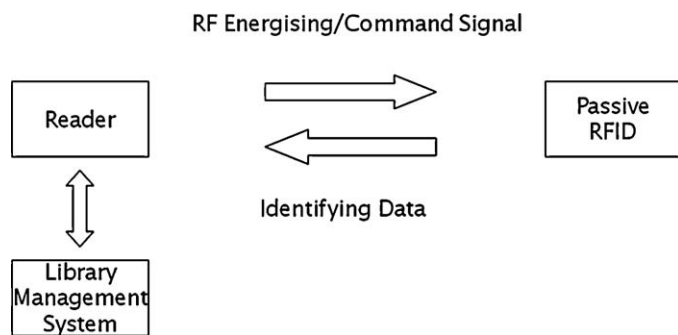 RF Energising/Command Signal
Reader
Passive
RFID
Identifying Data
Library
Management
System